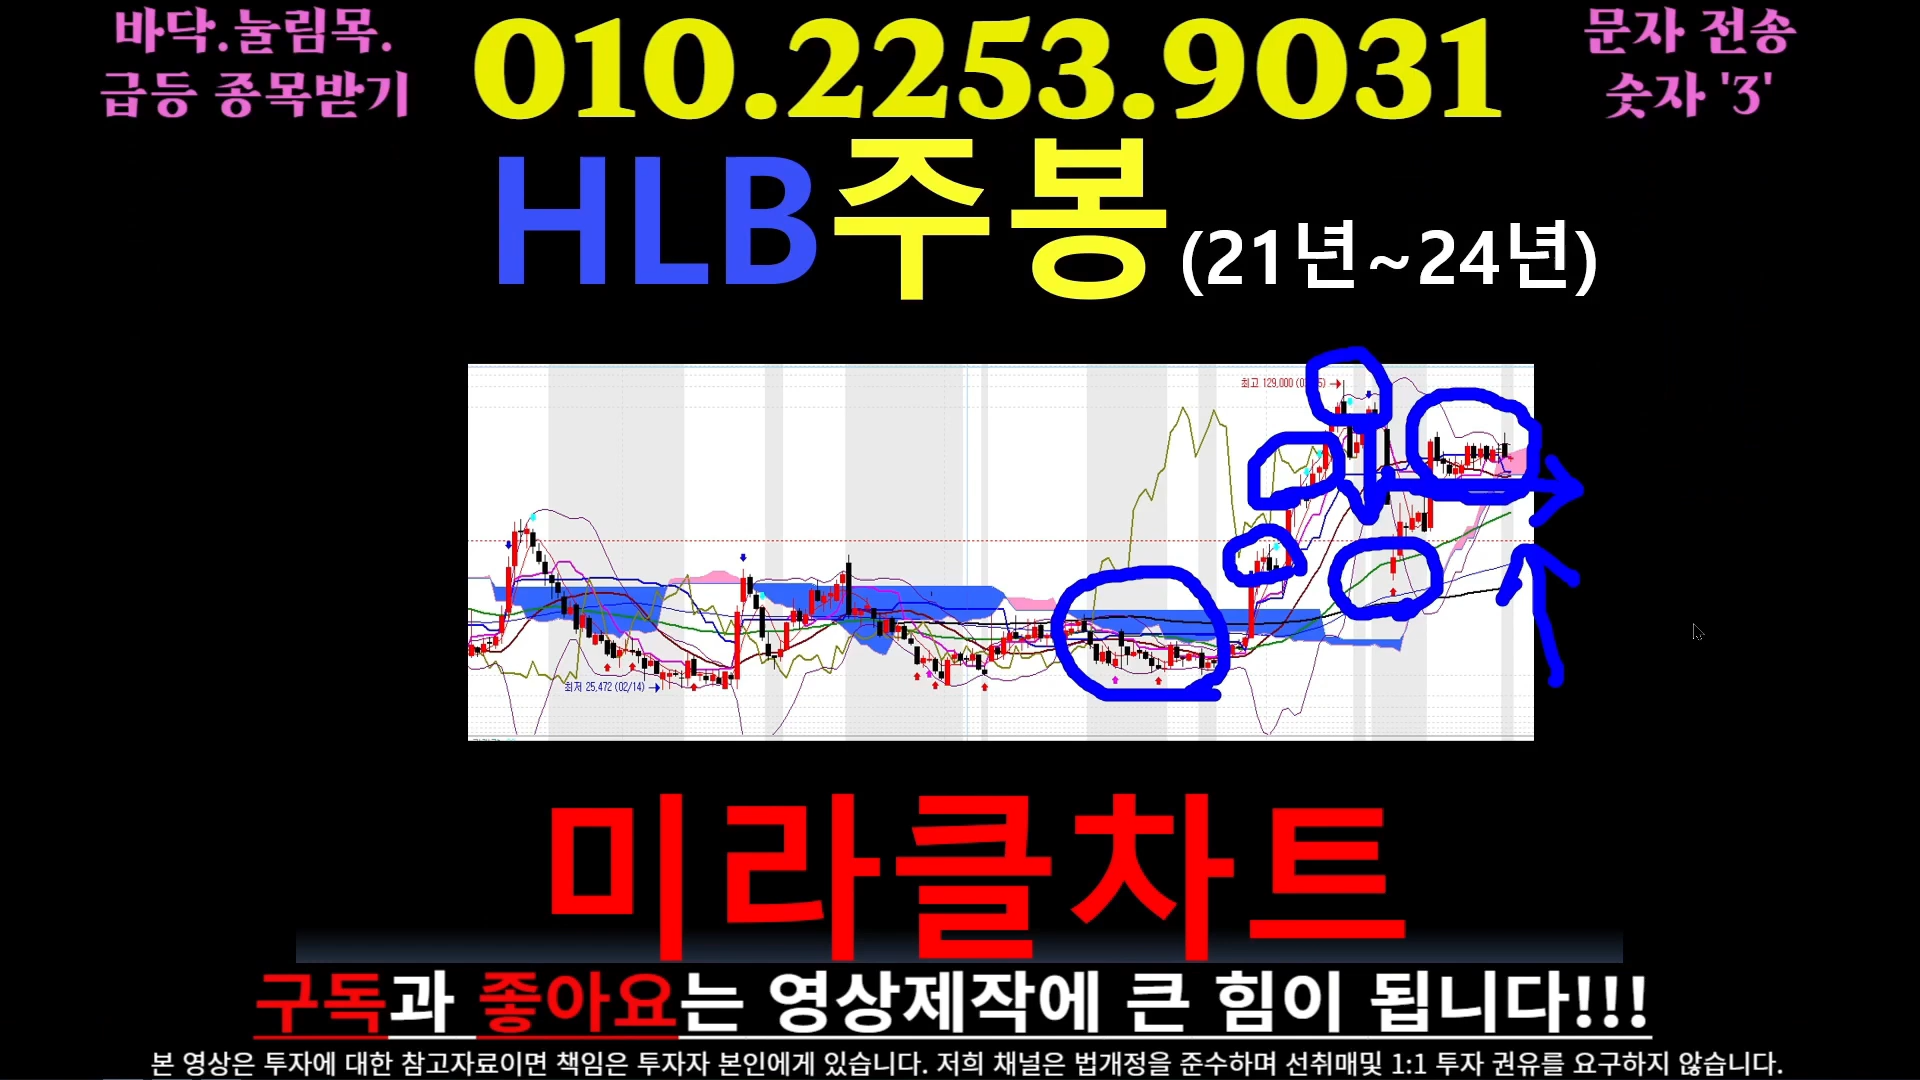 바닥.눌림목.
급등 종목받기
010.2253.9031
문자 전송
숫자 '3'
HLB주봉(21년~24년)
최고 129,000
최저 25,472 (02/14)
미라클차트
구독과 좋아요는 영상제작에 큰 힘이 됩니다!!!
본 영상은 투자에 대한 참고자료이면 책임은 투자자 본인에게 있습니다. 저희 채널은 법개정을 준수하며 선취매및 1:1 투자 권유를 요구하지 않습니다.